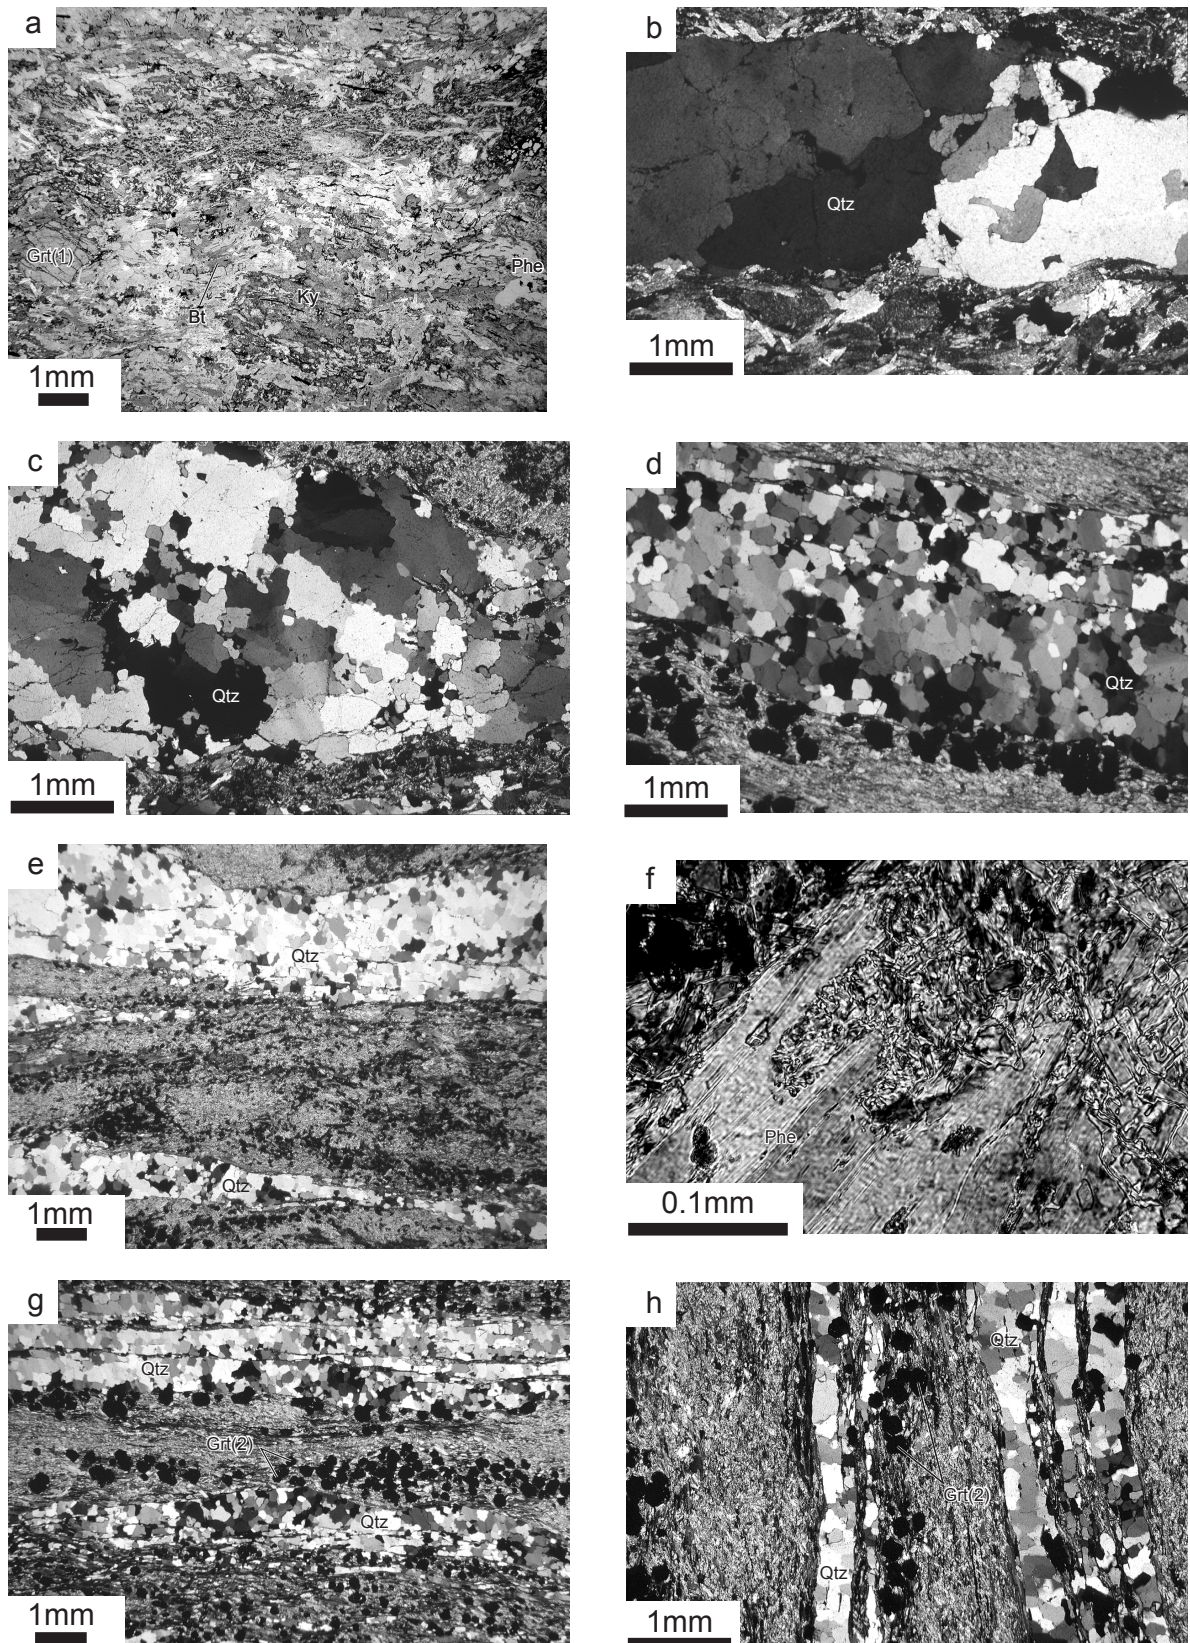 a
Grt(1)
Phe
Ky
Bt
1mm
b
Qtz
1mm
c
Qtz
1mm
d
Qtz
1mm
e
Qtz
Qtz
1mm
f
Phe
0.1mm
g
Qtz
Grt(2)
Qtz
1mm
h
Qtz
Grt(2)
Qtz
1mm